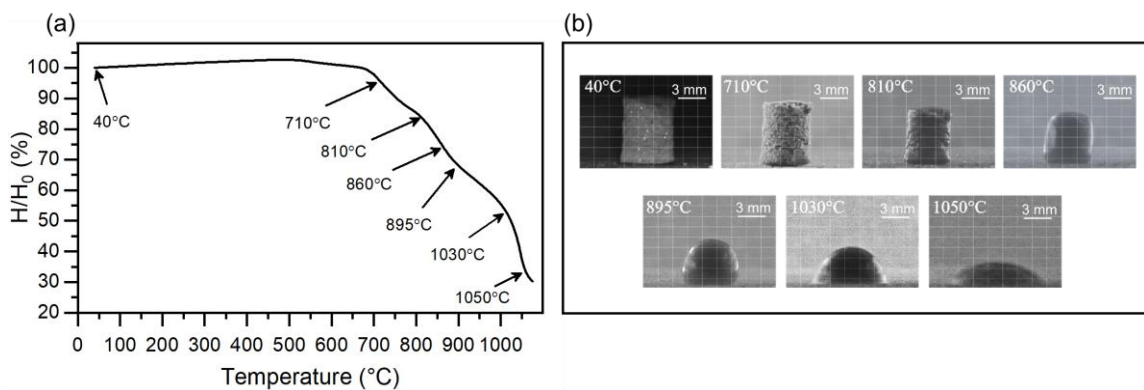 (a)
H/H₀ (%)
100
90
80
70
60
50
40
30
20
40°C
710°C
810°C
860°C
895°C
1030°C
1050°C
0 100 200 300 400 500 600 700 800 900 1000
Temperature (°C)
(b)
40°C 3 mm
710°C 3 mm
810°C 3 mm
860°C 3 mm
895°C 3 mm
1030°C 3 mm
1050°C 3 mm